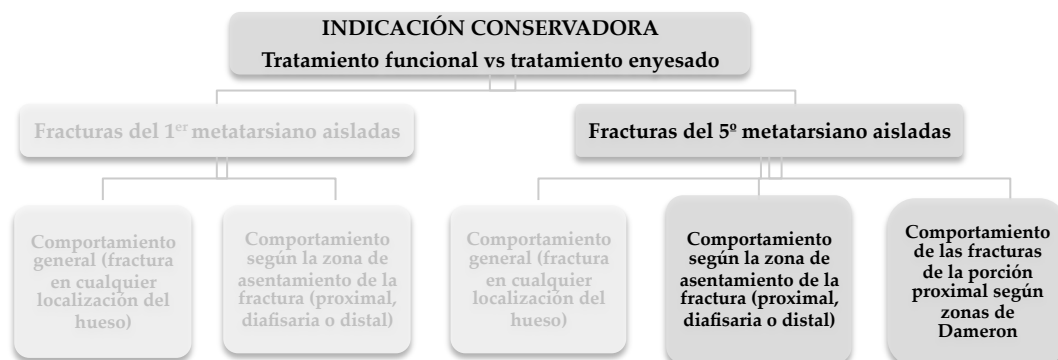 INDICACIÓN CONSERVADORA
Tratamiento funcional vs tratamiento enyesado
Fracturas del 1er metatarsiano aisladas
Fracturas del 5º metatarsiano aisladas
Comportamiento
general (fractura
en cualquier
localización del
hueso)
Comportamiento
según la zona de
asentamiento de la
fractura (proximal,
diafisaria o distal)
Comportamiento
general (fractura
en cualquier
localización del
hueso)
Comportamiento
según la zona de
asentamiento de la
fractura (proximal,
diafisaria o distal)
Comportamiento
de las fracturas
de la porción
proximal según
zonas de
Dameron